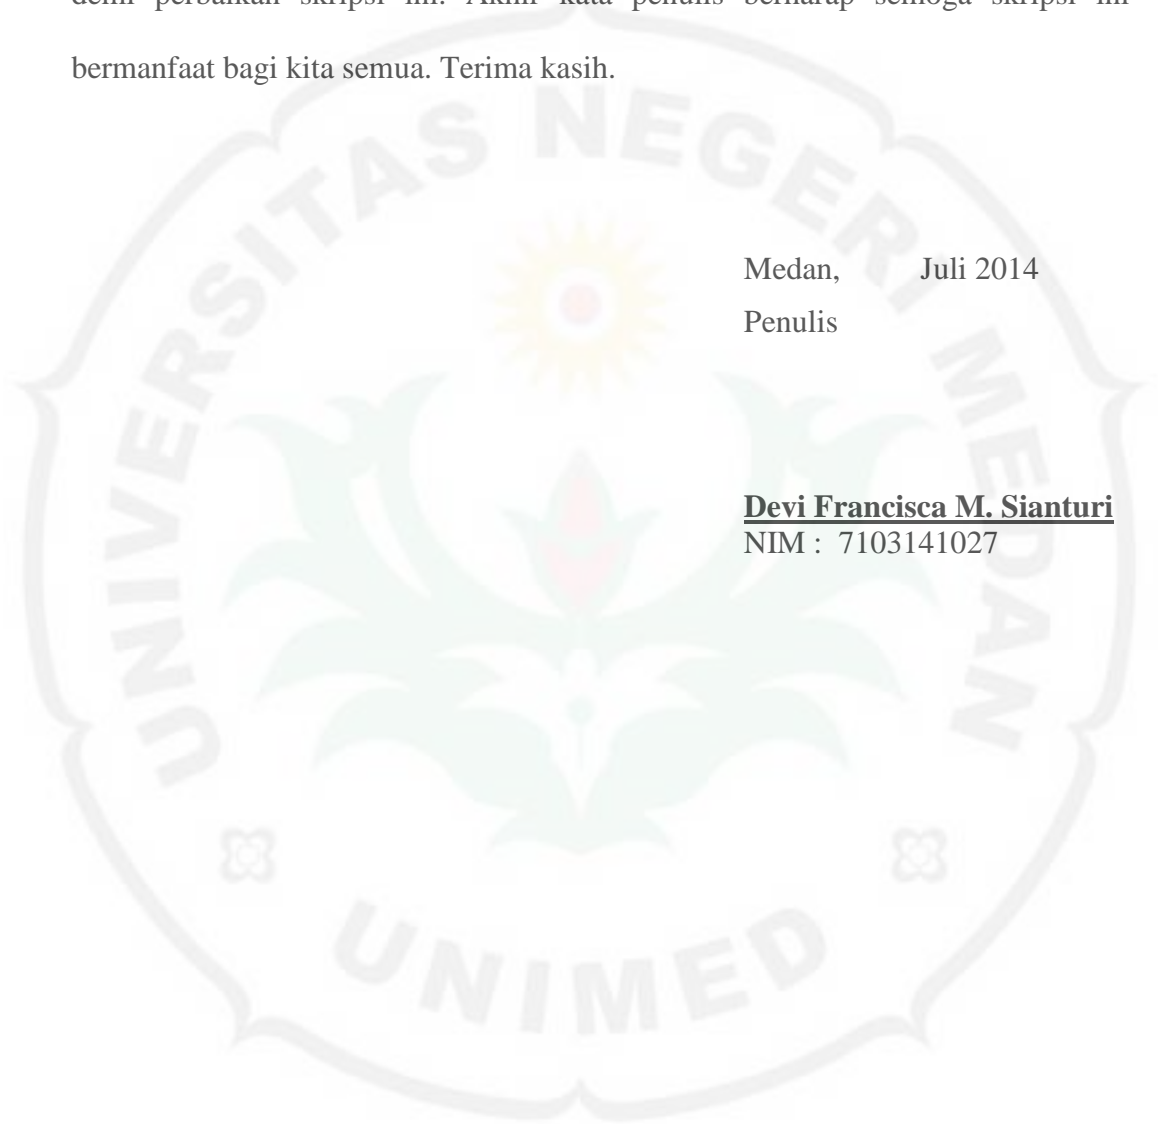 demi perbaikan skripsi ini. Akhir kata penulis berharap semoga skripsi ini
bermanfaat bagi kita semua. Terima kasih.
UNIVERSITAS NEGERI MEDAN
Medan, Juli 2014
Penulis
Devi Francisca M. Sianturi
NIM : 7103141027
UNIMED